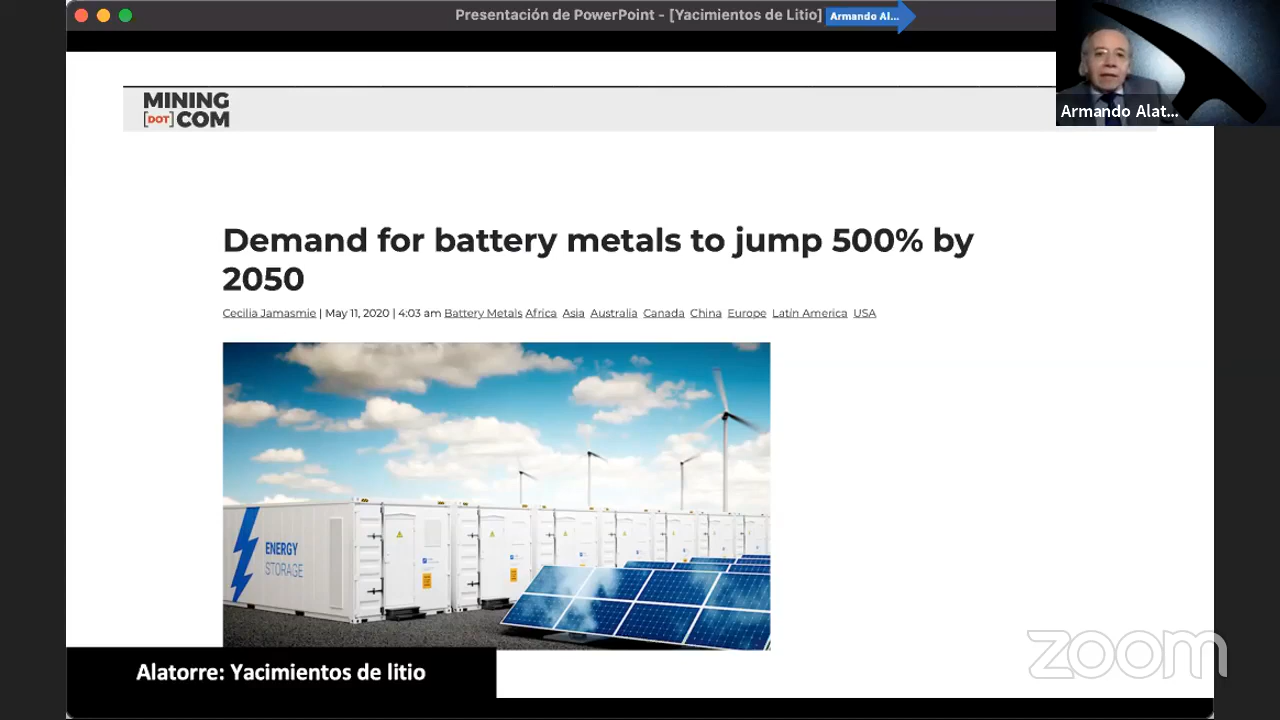 Presentación de PowerPoint - [Yacimientos de Litio]
Armando Al...
Armando Alat...
MINING
[DOT]COM
Demand for battery metals to jump 500% by
2050
Cecilia Jamasmie | May 11, 2020 | 4:03 am Battery Metals Africa Asia Australia Canada China Europe Latin America USA
ENERGY
STORAGE
Alatorre: Yacimientos de litio
zoom